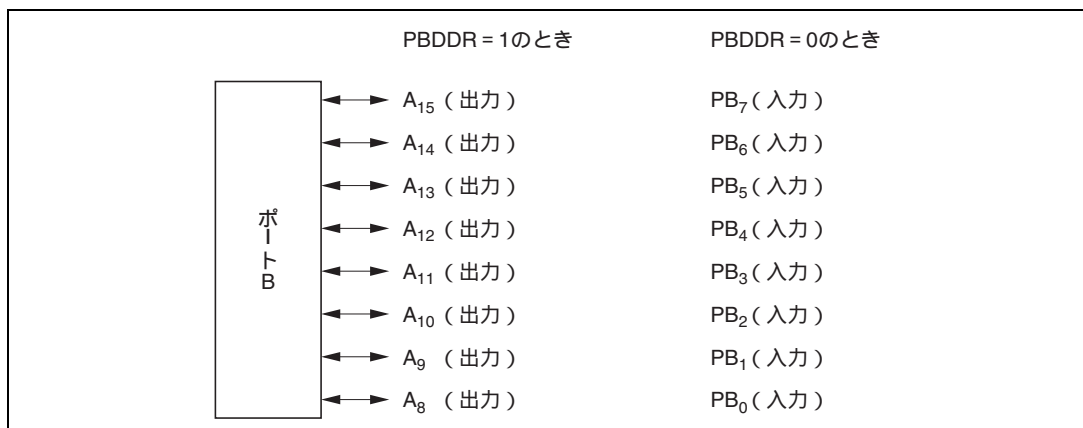 PBDDR = 1のとき PBDDR = 0のとき
A15 ( 出力 ) PB7 ( 入力 )
A14 ( 出力 ) PB6 ( 入力 )
A13 ( 出力 ) PB5 ( 入力 )
A12 ( 出力 ) PB4 ( 入力 )
A11 ( 出力 ) PB3 ( 入力 )
A10 ( 出力 ) PB2 ( 入力 )
A9 ( 出力 ) PB1 ( 入力 )
A8 ( 出力 ) PB0 ( 入力 )
ポートB